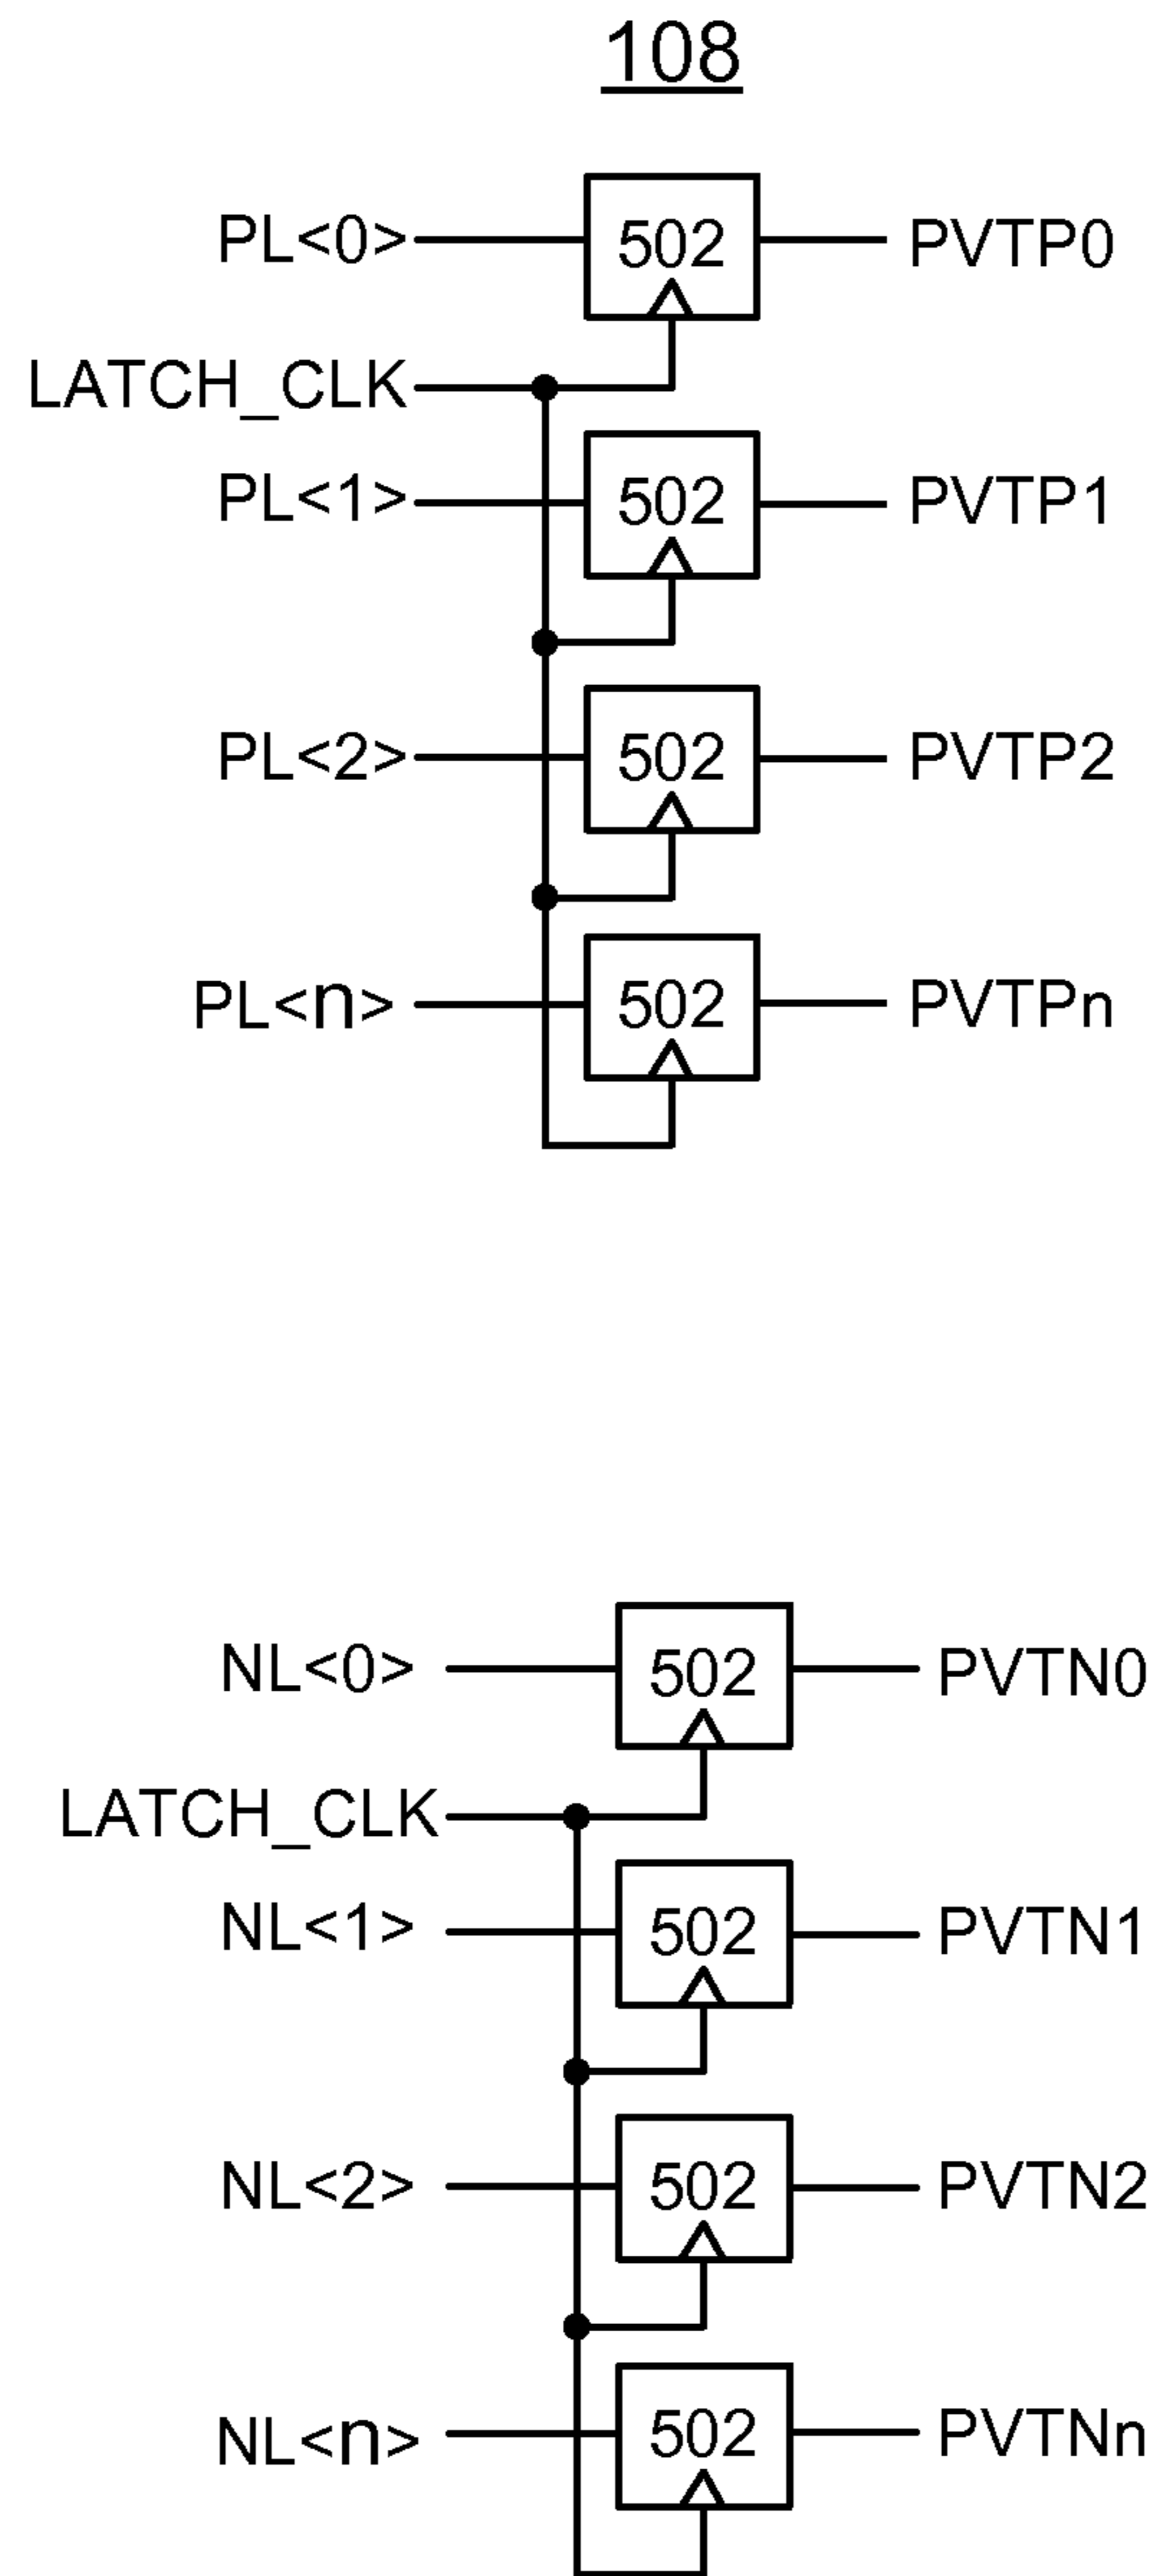 108
PL<0> 502 PVTP0
LATCH_CLK
PL<1> 502 PVTP1
PL<2> 502 PVTP2
PL<n> 502 PVTPn
NL<0> 502 PVTN0
LATCH_CLK
NL<1> 502 PVTN1
NL<2> 502 PVTN2
NL<n> 502 PVTNn